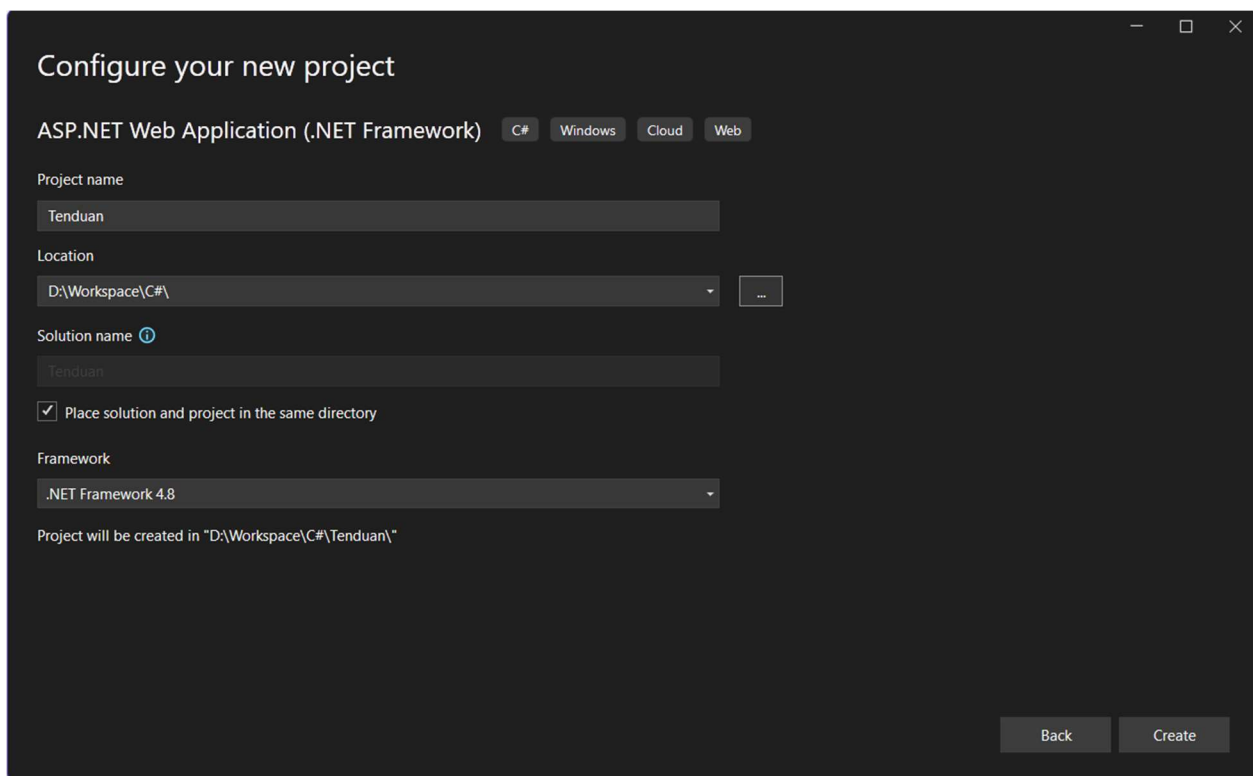 Configure your new project
ASP.NET Web Application (.NET Framework) C# Windows Cloud Web
Project name
Tenduan
Location
D:\Workspace\C#\
...
Solution name
Tenduan
Place solution and project in the same directory
Framework
.NET Framework 4.8
Project will be created in "D:\Workspace\C#\Tenduan\"
Back Create